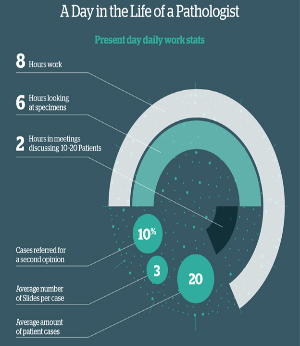 A Day in the Life of a Pathologist
Present day daily work stats
8 Hours work
6 Hours looking
at specimens
2 Hours in meetings
discussing 10-20 Patients
10%
Cases referred for
a second opinion
3
Average number
of Slides per case
20
Average amount
of patient cases